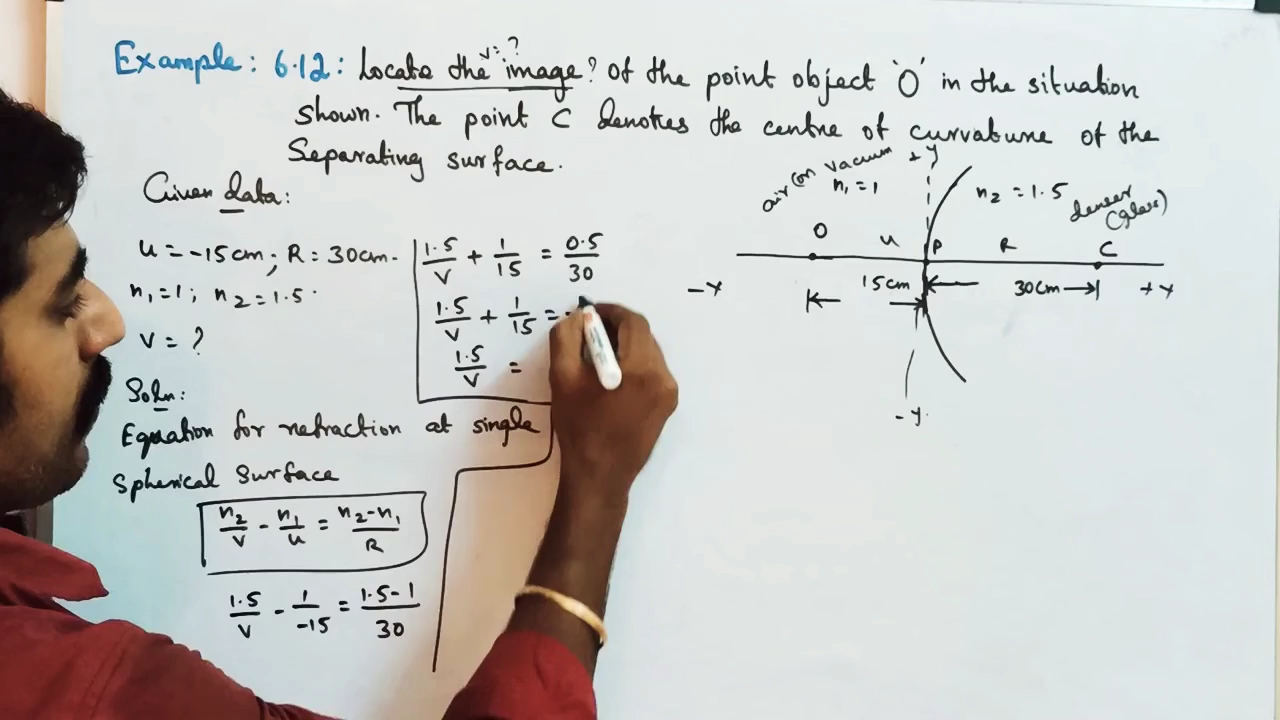 Example: 6.12: Locate the image? of the point object 'O' in the situation
v=?
shown. The point C denotes the centre of curvature of the
Separating surface.
Given data:
u = -15cm; R = 30cm.
n₁=1; n₂=1.5.
v = ?
Soln:
Equation for refraction at single
Spherical Surface
n₂/v - n₁/u = n₂-n₁/R
1.5/v - 1/-15 = 1.5-1/30
1.5/v + 1/15 = 0.5/30
1.5/v + 1/15 =
1.5/v =
air (or) vacuum
n₁=1
+y
n₂=1.5
denser
(glass)
O u P R C
-x 15cm 30cm +x
-y.